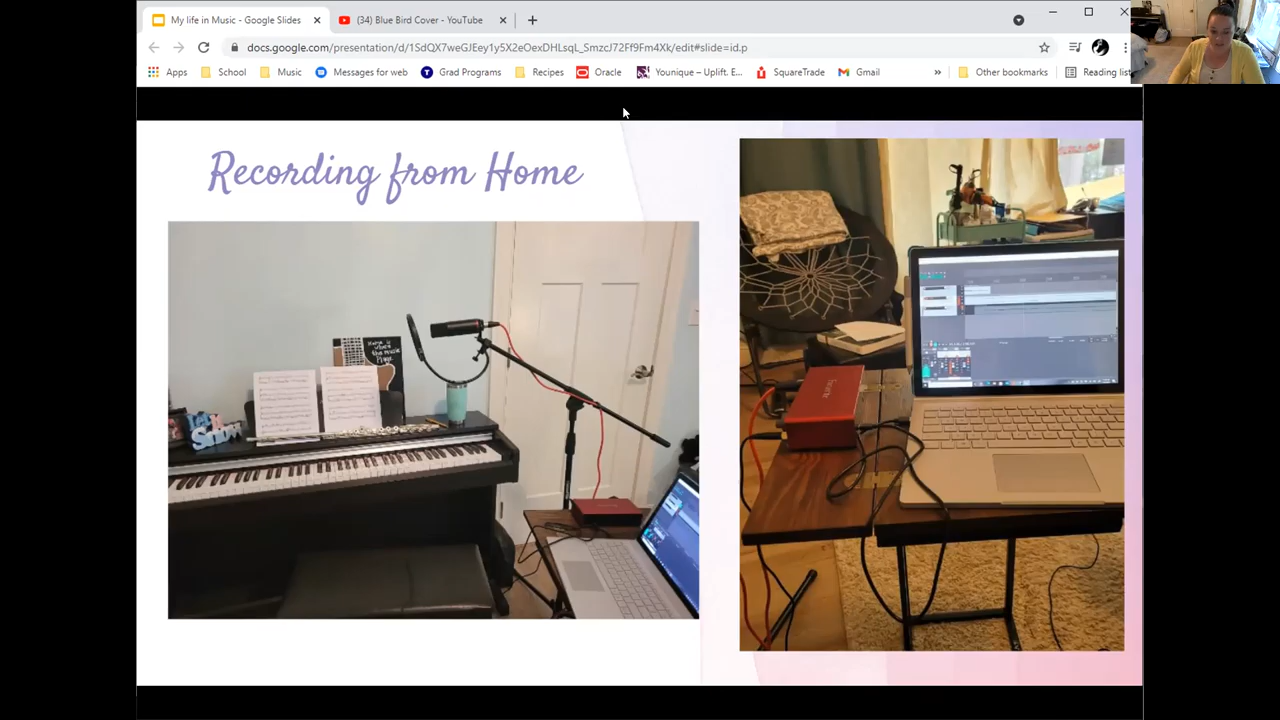 My life in Music - Google Slides
(34) Blue Bird Cover - YouTube
docs.google.com/presentation/d/1SdQX7weGJEey1y5X2eOexDHLsqL_SmzcJ72Ff9Fm4Xk/edit#slide=id.p
Apps School Music Messages for web Grad Programs Recipes Oracle Younique – Uplift. E... SquareTrade Gmail » Other bookmarks Reading list
Recording from Home